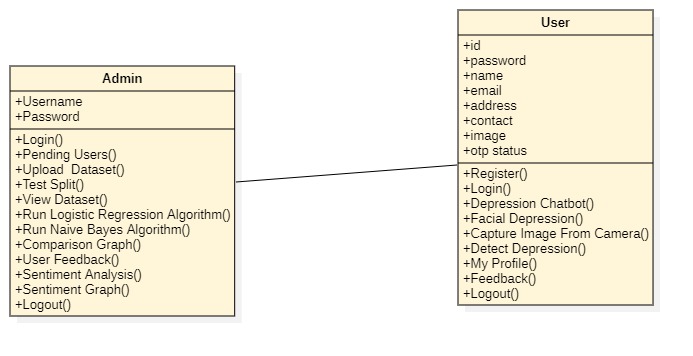 Admin
+Username
+Password
+Login()
+Pending Users()
+Upload  Dataset()
+Test Split()
+View Dataset()
+Run Logistic Regression Algorithm()
+Run Naive Bayes Algorithm()
+Comparison Graph()
+User Feedback()
+Sentiment Analysis()
+Sentiment Graph()
+Logout()
User
+id
+password
+name
+email
+address
+contact
+image
+otp status
+Register()
+Login()
+Depression Chatbot()
+Facial Depression()
+Capture Image From Camera()
+Detect Depression()
+My Profile()
+Feedback()
+Logout()